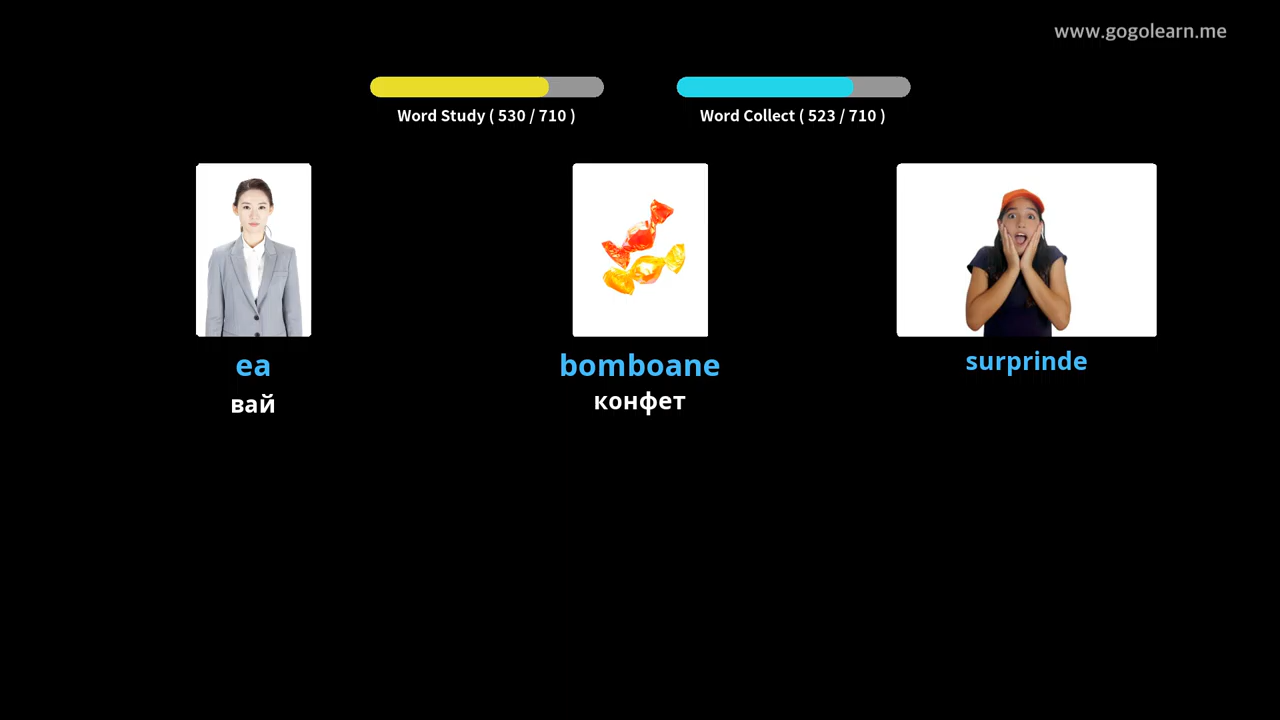 www.gogolearn.me
Word Study ( 530 / 710 )
Word Collect ( 523 / 710 )
ea
вай
bomboane
конфет
surprinde